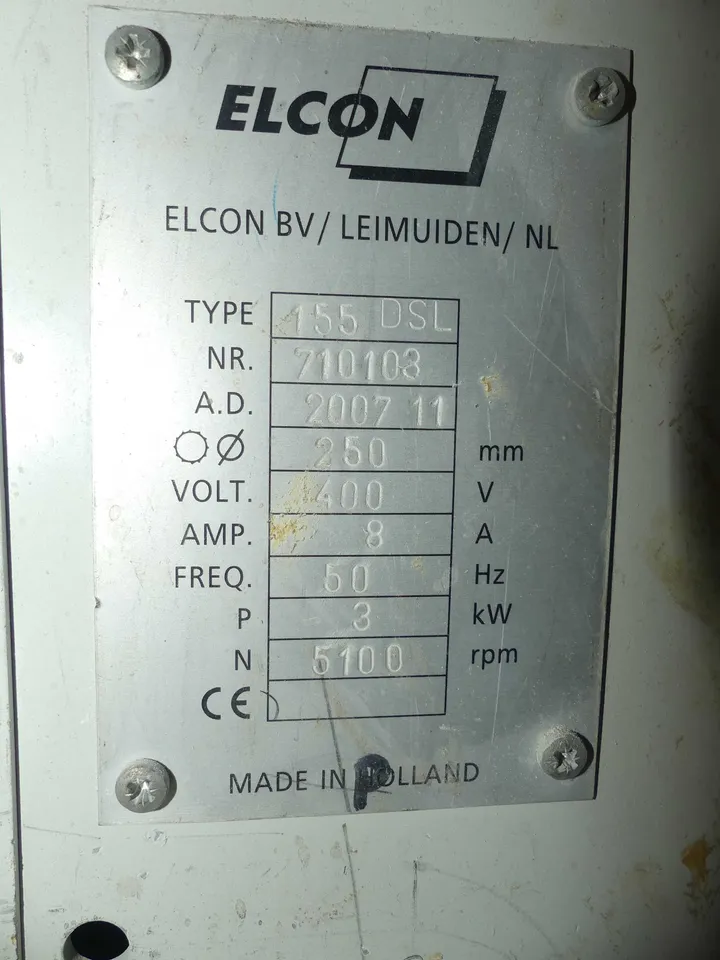 ELCON
ELCON BV/ LEIMUIDEN/ NL
TYPE 155 DSL
NR. 710103
A.D. 2007 11
Ø 250 mm
VOLT. 400 V
AMP. 8 A
FREQ. 50 Hz
P 3 kW
N 5100 rpm
CE
MADE IN HOLLAND
P